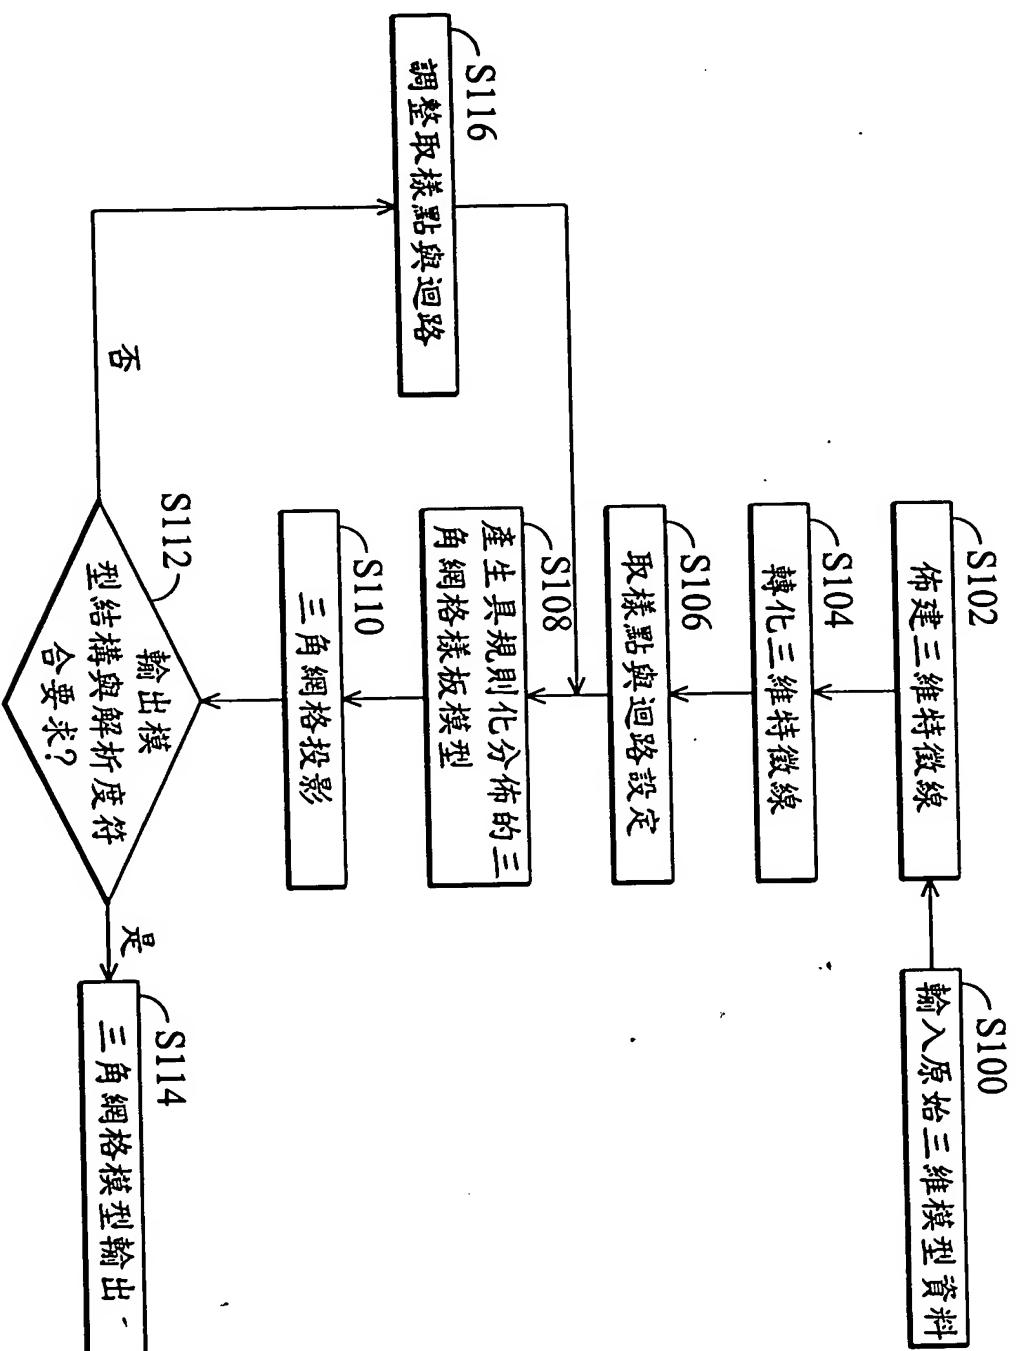 S100
輸入原始三維模型資料
S102
佈建三維特徵線
S104
轉化三維特徵線
S106
取樣點與迴路設定
S108
產生具規則化分佈的三
角網格樣板模型
S110
三角網格投影
S112
輸出模
型結構與解析度符
合要求?
是
S114
三角網格模型輸出
否
S116
調整取樣點與迴路